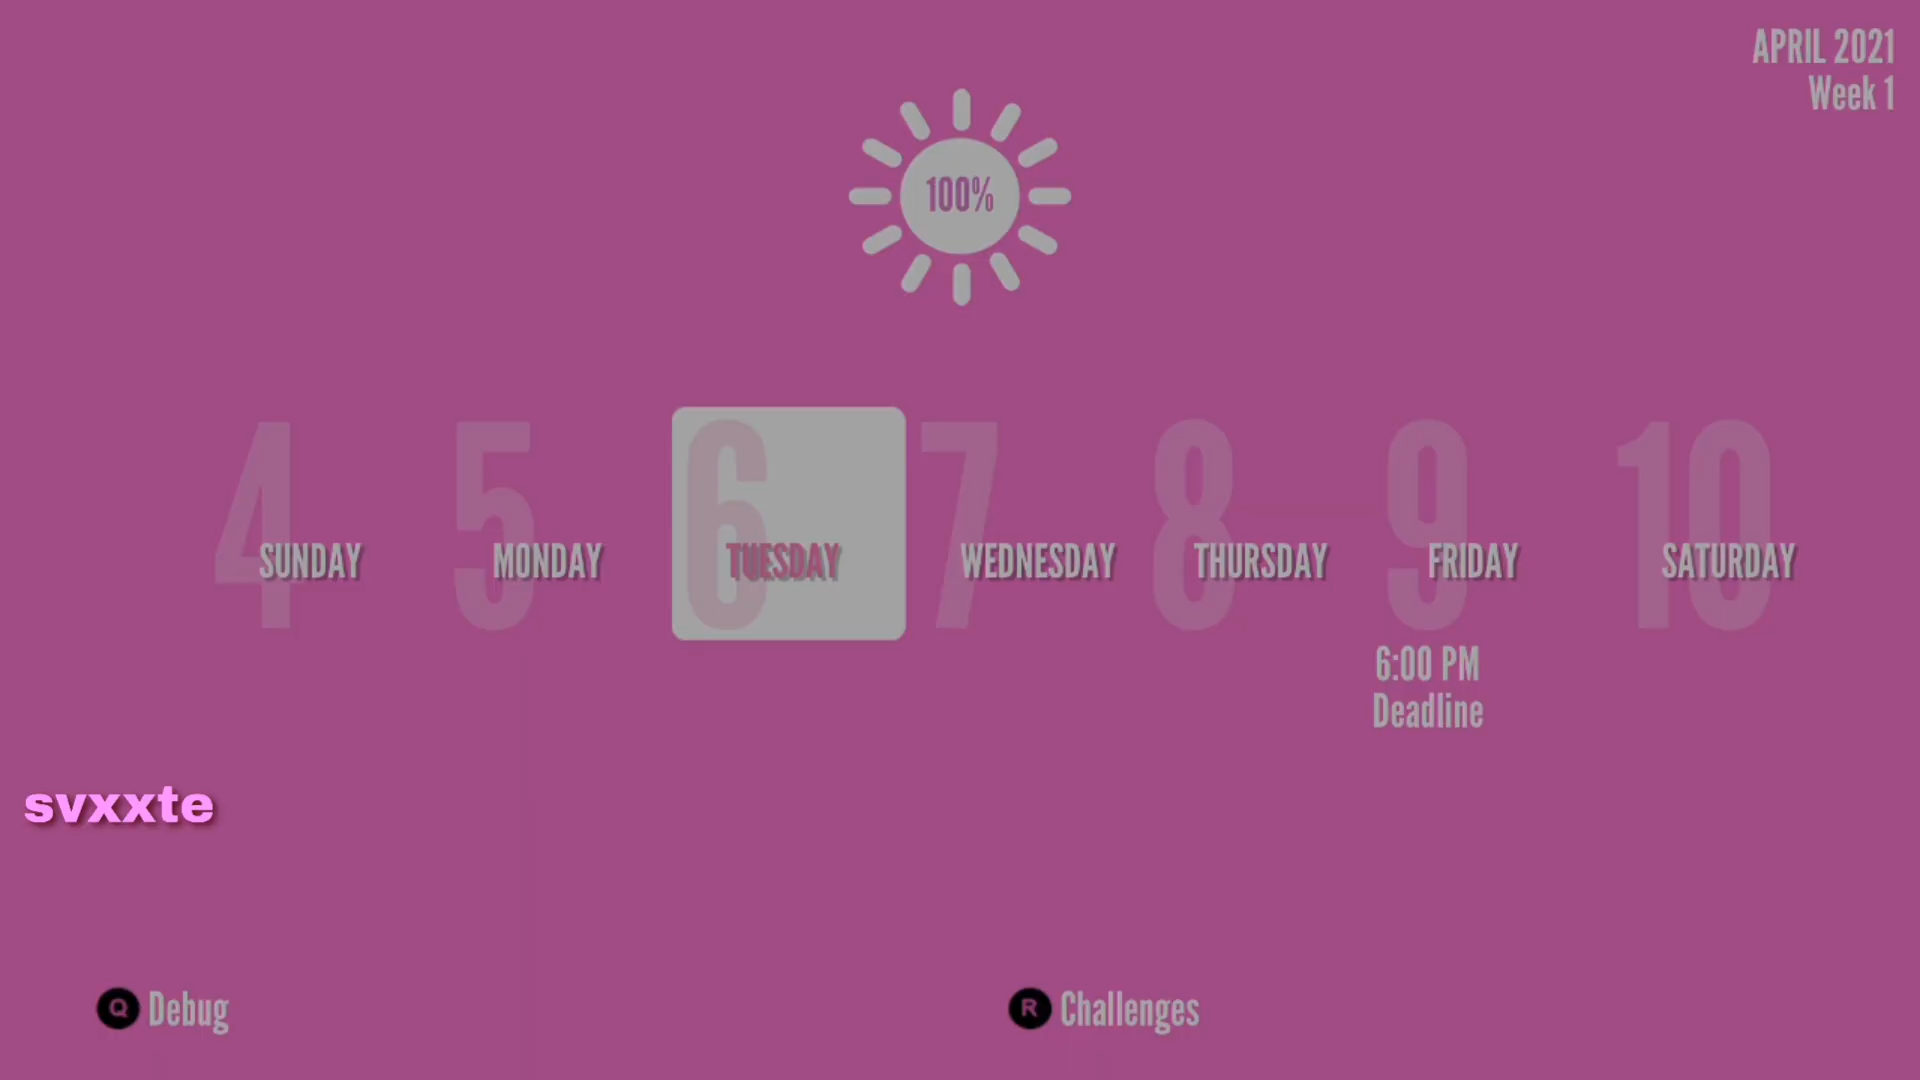 APRIL 2021
Week 1
100%
4 5 6 7 8 9 10
SUNDAY MONDAY TUESDAY WEDNESDAY THURSDAY FRIDAY SATURDAY
6:00 PM
Deadline
svxxte
Q Debug R Challenges